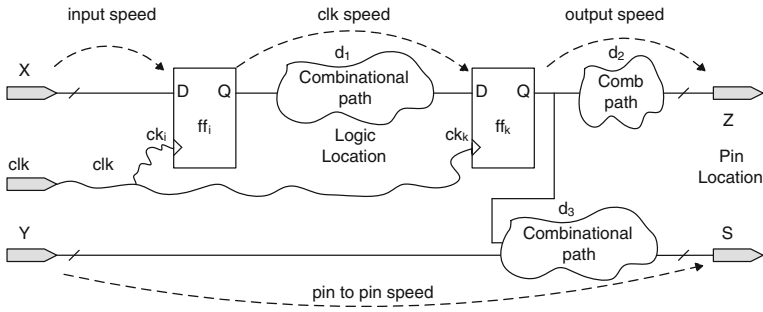 input speed
clk speed
output speed
X
d1
d2
D Q
Combinational
path
D Q
Comb
path
ffi
cki
Logic
Location
ckk
ffk
Z
clk
clk
Pin
Location
Y
d3
Combinational
path
S
pin to pin speed